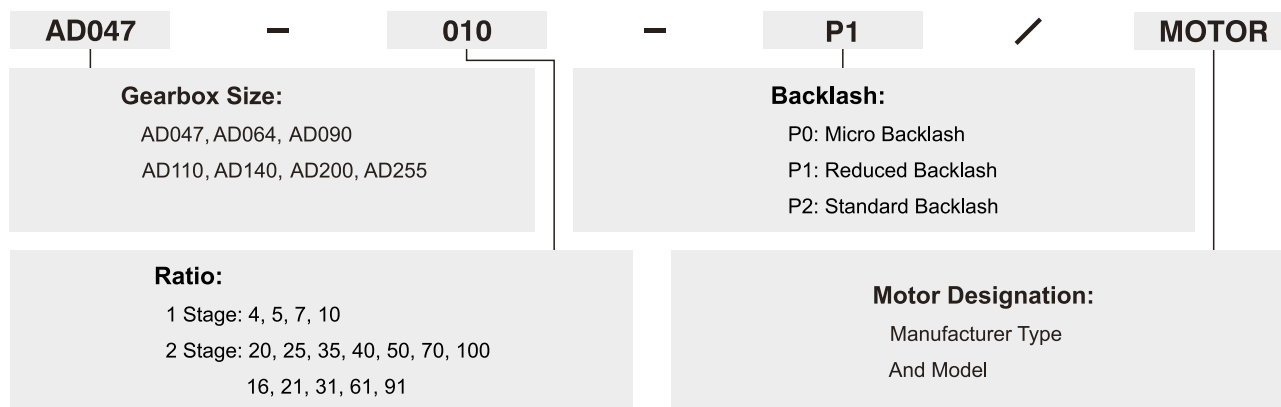 AD047 - 010 - P1 / MOTOR
Gearbox Size:
AD047, AD064, AD090
AD110, AD140, AD200, AD255
Backlash:
P0: Micro Backlash
P1: Reduced Backlash
P2: Standard Backlash
Ratio:
1 Stage: 4, 5, 7, 10
2 Stage: 20, 25, 35, 40, 50, 70, 100
16, 21, 31, 61, 91
Motor Designation:
Manufacturer Type
And Model